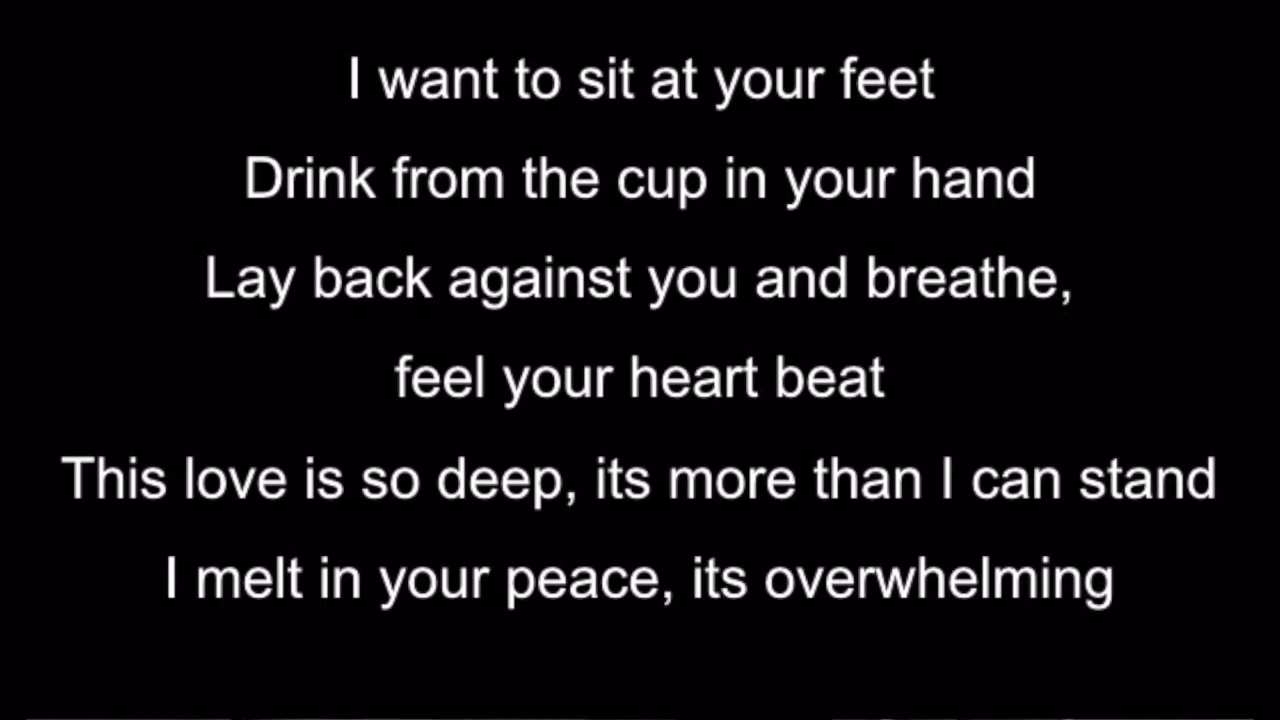 I want to sit at your feet
Drink from the cup in your hand
Lay back against you and breathe,
feel your heart beat
This love is so deep, its more than I can stand
I melt in your peace, its overwhelming